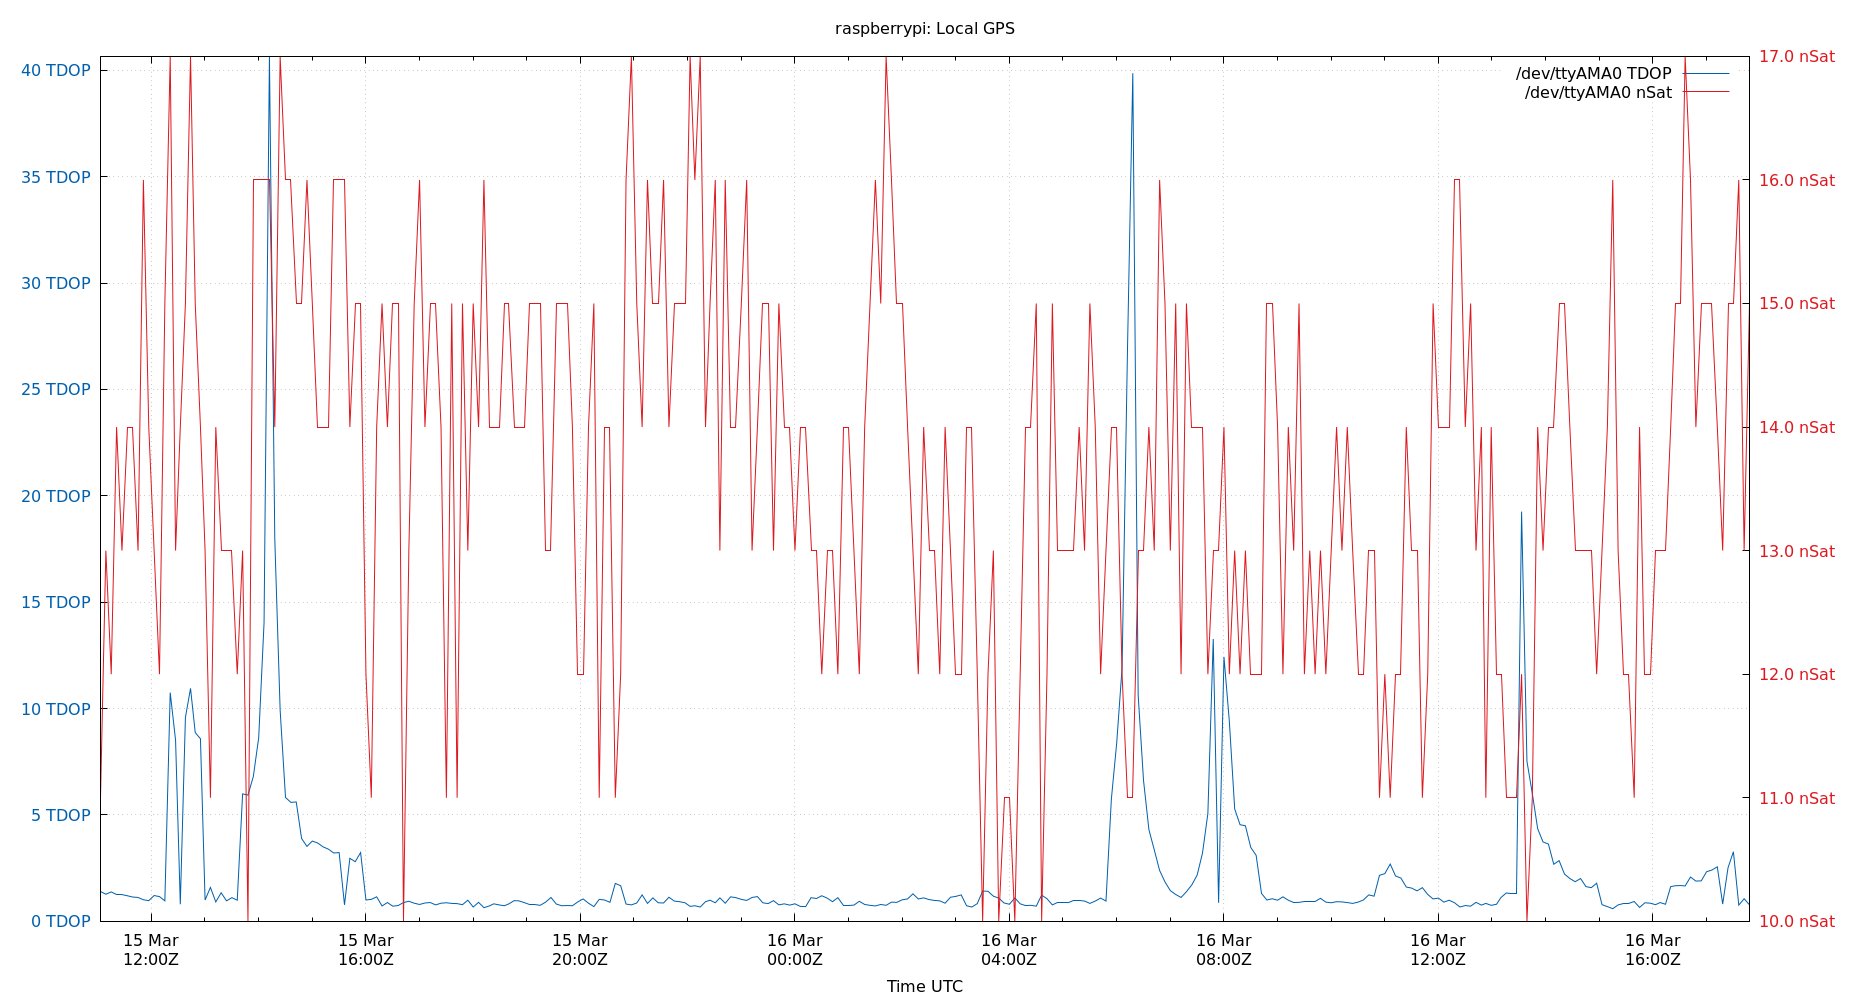 raspberrypi: Local GPS
40 TDOP
35 TDOP
30 TDOP
25 TDOP
20 TDOP
15 TDOP
10 TDOP
5 TDOP
0 TDOP
17.0 nSat
16.0 nSat
15.0 nSat
14.0 nSat
13.0 nSat
12.0 nSat
11.0 nSat
10.0 nSat
/dev/ttyAMA0 TDOP
/dev/ttyAMA0 nSat
15 Mar 15 Mar 15 Mar 16 Mar 16 Mar 16 Mar 16 Mar 16 Mar
12:00Z 16:00Z 20:00Z 00:00Z 04:00Z 08:00Z 12:00Z 16:00Z
Time UTC